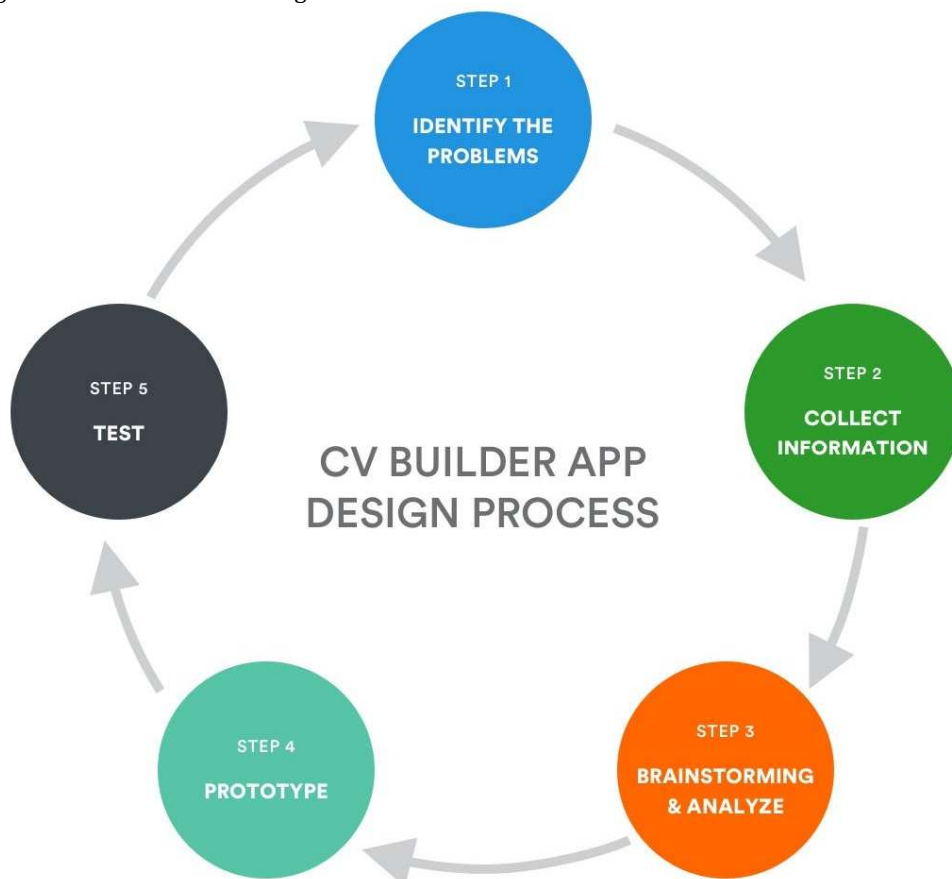 STEP 1
IDENTIFY THE
PROBLEMS
STEP 2
COLLECT
INFORMATION
STEP 3
BRAINSTORMING
& ANALYZE
STEP 4
PROTOTYPE
STEP 5
TEST
CV BUILDER APP
DESIGN PROCESS